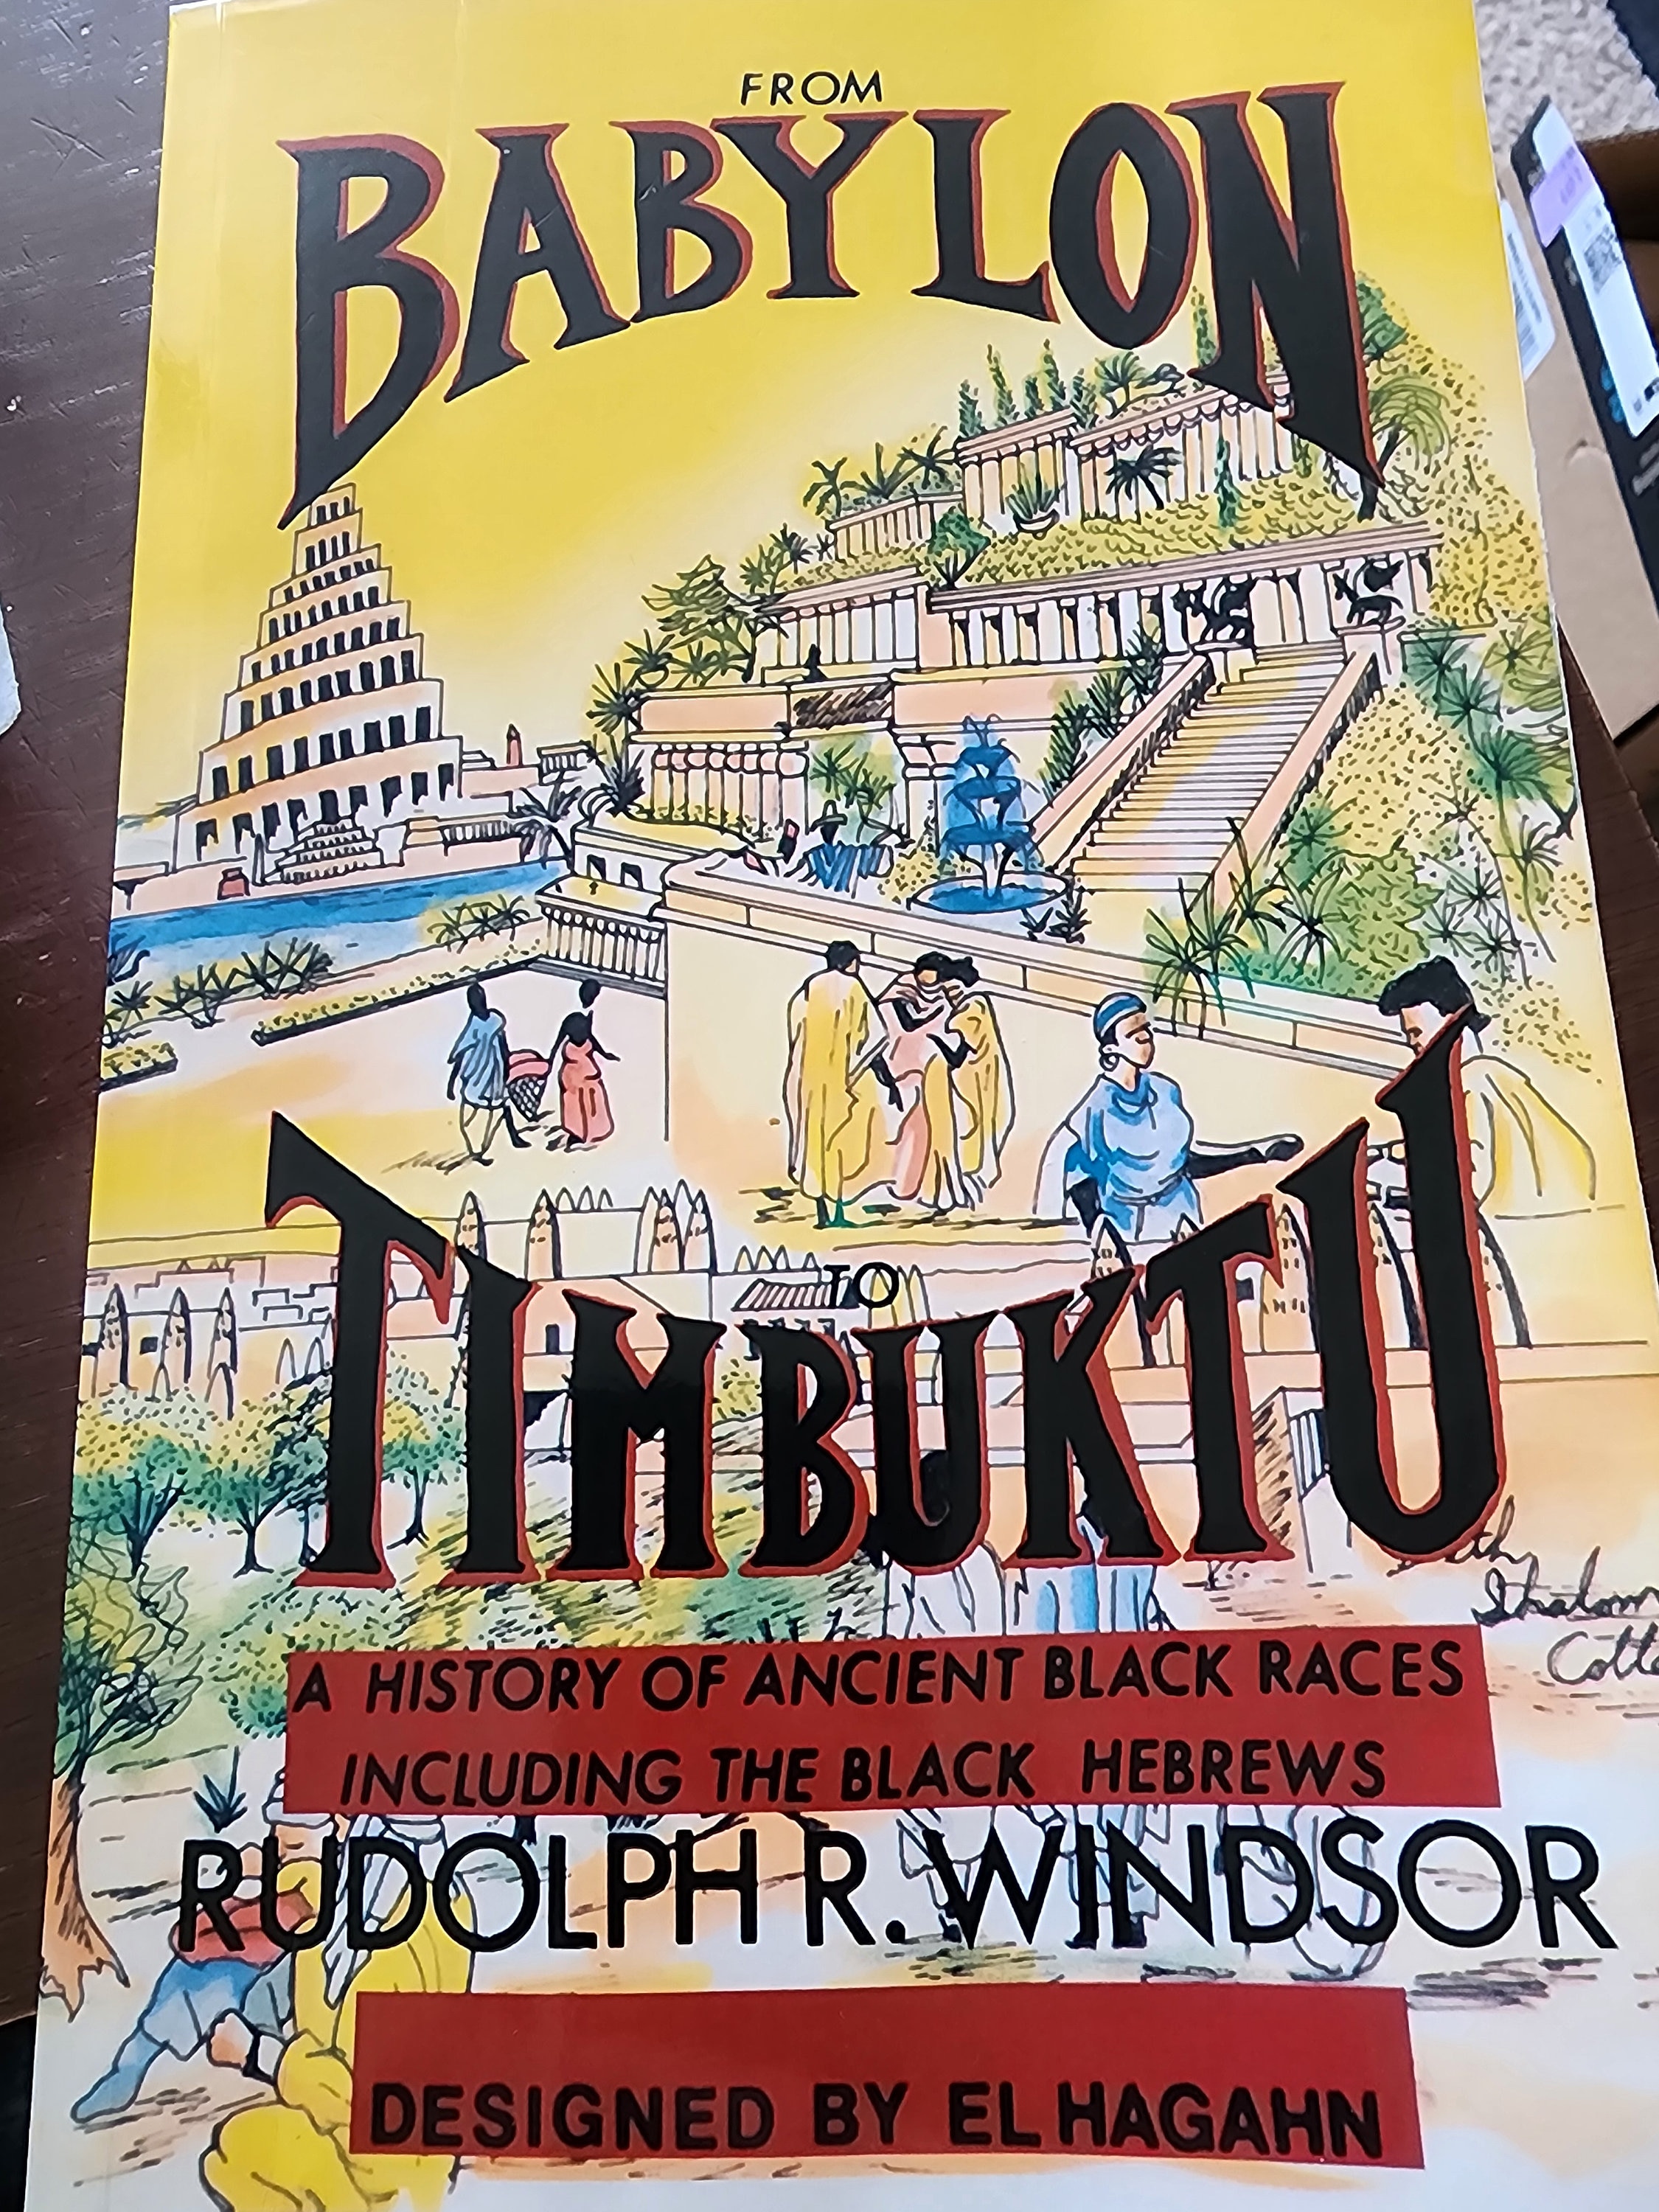 FROM
BABYLON
TO
TIMBUKTU
Shalom
A HISTORY OF ANCIENT BLACK RACES
INCLUDING THE BLACK HEBREWS
RUDOLPH R. WINDSOR
DESIGNED BY EL HAGAHN